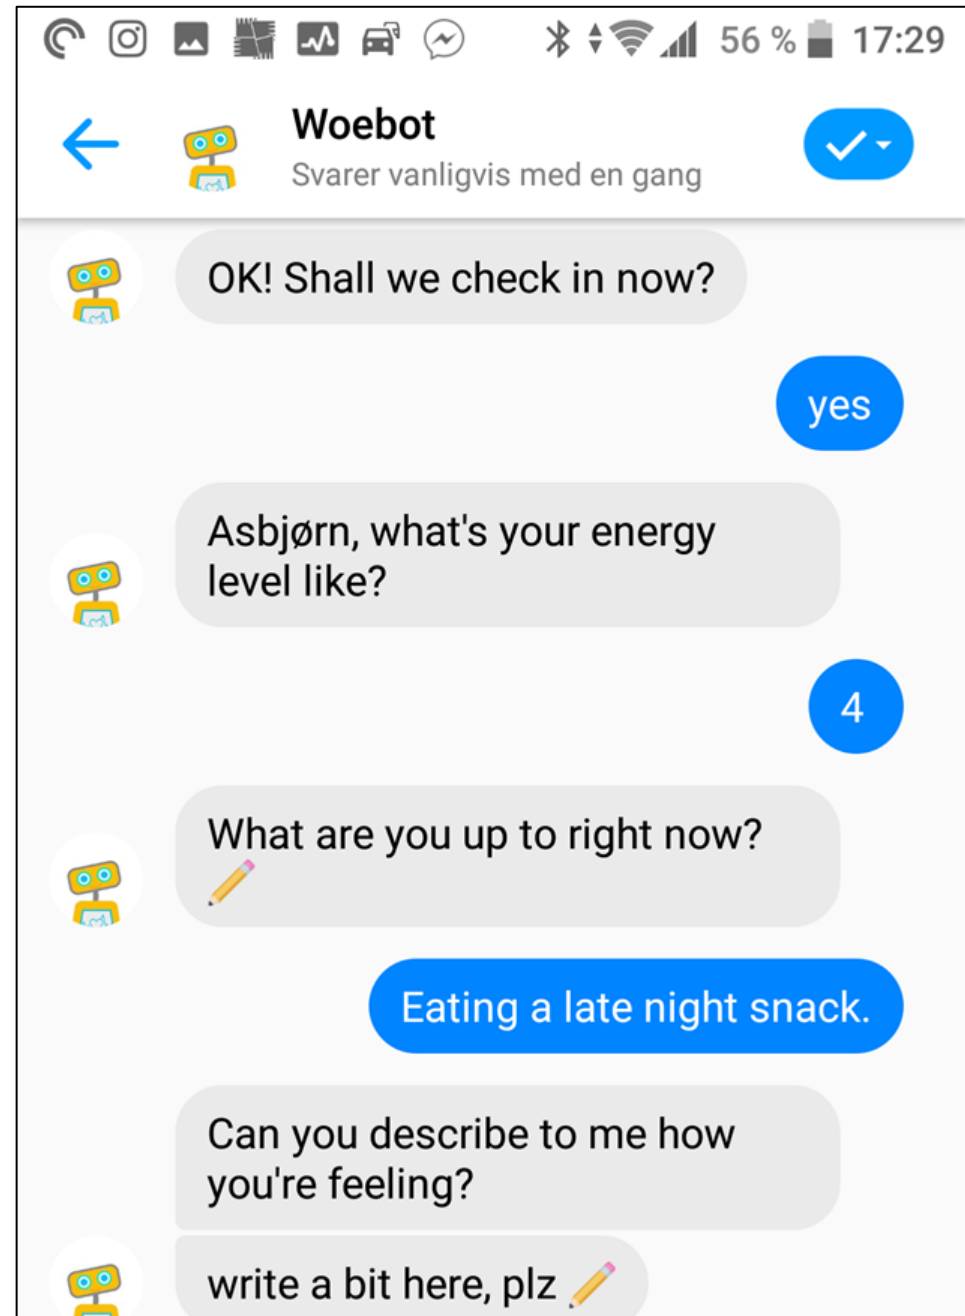 56 % 17:29
Woebot
Svarer vanligvis med en gang
OK! Shall we check in now?
yes
Asbjørn, what's your energy
level like?
4
What are you up to right now?
✏️
Eating a late night snack.
Can you describe to me how
you're feeling?
write a bit here, plz ✏️